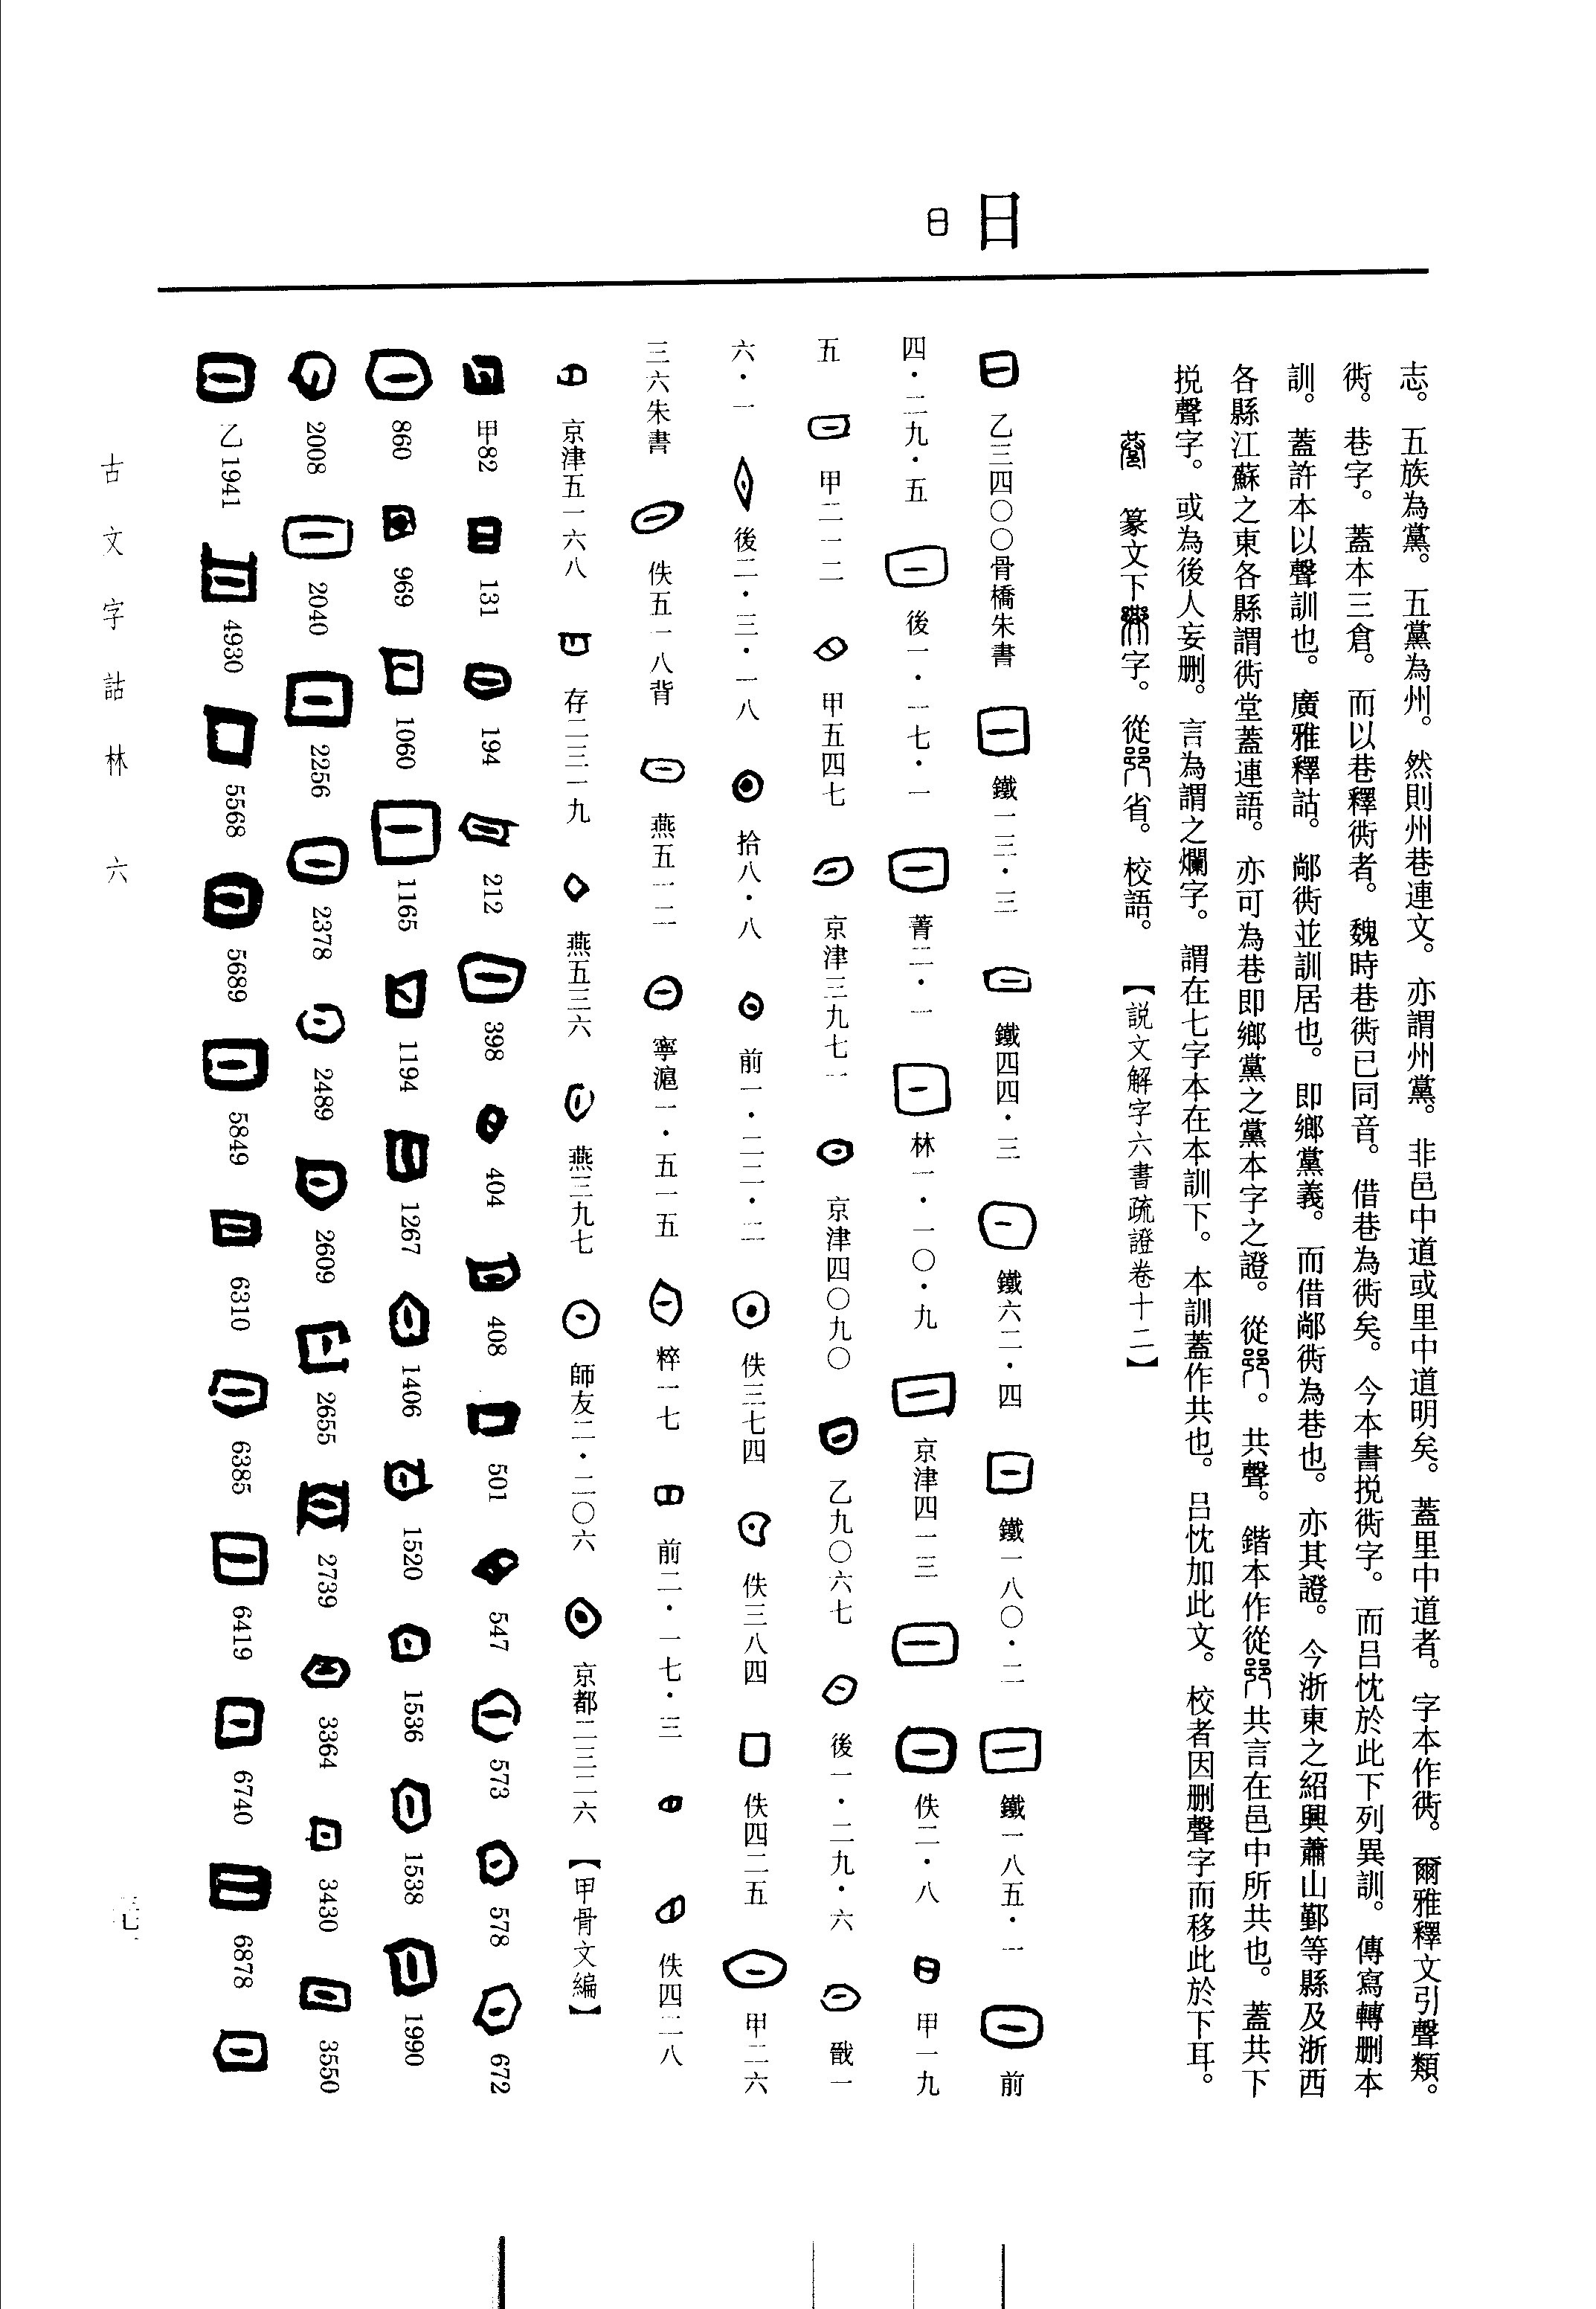 志。五族為黨。五黨為州。然則州巷連文。亦謂州黨。非邑中道或里中道明矣。蓋里中道者。字本作衖。爾雅釋文引聲類。
衖。巷字。蓋本三倉。而以巷釋衖者。魏時巷衖已同音。借巷為衖矣。今本書挩衖字。而吕忱於此下列異訓。傳寫轉删本
訓。蓋許本以聲訓也。廣雅釋詁。鄰衖並訓居也。即鄉黨義。而借鄰衖為巷也。亦其證。今浙東之紹興蕭山鄞等縣及浙西
各縣江蘇之東各縣謂衖堂蓋連語。亦可為巷即鄉黨之黨本字之證。從。共聲。鍇本作從共言在邑中所共也。蓋共下
挩聲字。或為後人妄删。言為謂之爛字。謂在七字本在本訓下。本訓蓋作共也。吕忱加此文。校者因删聲字而移此於下耳。
篆文下字。從省。校語。【説文解字六書疏證卷十二】
日
日
乙三四〇〇骨橋朱書 鐵一三·三 鐵四四·三 鐵六二·四 鐵一八〇·二 鐵一八五·一 前
四·二九·五 後一·一七·一 菁二·一 林一·一〇·九 京津四一三 佚二·八 甲一九
五 甲二一二 甲五四七 京津三九七一 京津四〇九〇 乙九〇六七 後一·二九·六 戩一
六·一 後二·三·一八 拾八·八 前一·二二·二 佚三七四 佚三八四 佚四二五 甲二六
三六朱書 佚五一八背 燕五一二 寧滬一·五一五 粹一七 前二·一七·三 佚四二八
京津五一六八 存二三一九 燕五三六 燕三九七 師友二·二〇六 京都二三二六 【甲骨文編】
甲82 131 194 212 398 404 408 501 547 573 578 672
860 969 1060 1165 1194 1267 1406 1520 1536 1538 1990
2008 2040 2256 2378 2489 2609 2655 2739 3364 3430 3550
乙1941 4930 5568 5689 5849 6310 6385 6419 6740 6878
古文字詁林 六